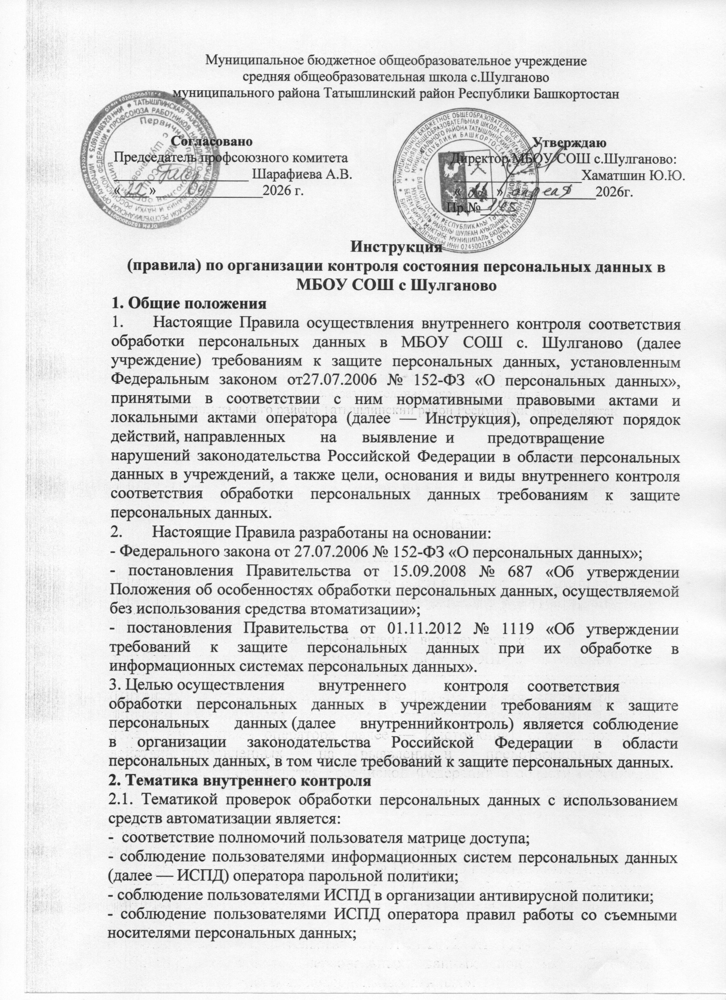 Муниципальное бюджетное общеобразовательное учреждение
средняя общеобразовательная школа с.Шулганово
муниципального района Татышлинский район Республики Башкортостан
Согласовано
Председатель профсоюзного комитета
Шарафиева А.В.
«22» 04 2026 г.
Утверждаю
Директор МБОУ СОШ с.Шулганово:
Хаматшин Ю.Ю.
« » апреля 2026г.
Пр.№
Инструкция
(правила) по организации контроля состояния персональных данных в
МБОУ СОШ с Шулганово
1. Общие положения
1. Настоящие Правила осуществления внутреннего контроля соответствия
обработки персональных данных в МБОУ СОШ с. Шулганово (далее
учреждение) требованиям к защите персональных данных, установленным
Федеральным законом от27.07.2006 № 152-ФЗ «О персональных данных»,
принятыми в соответствии с ним нормативными правовыми актами и
локальными актами оператора (далее — Инструкция), определяют порядок
действий, направленных на выявление и предотвращение
нарушений законодательства Российской Федерации в области персональных
данных в учреждений, а также цели, основания и виды внутреннего контроля
соответствия обработки персональных данных требованиям к защите
персональных данных.
2. Настоящие Правила разработаны на основании:
- Федерального закона от 27.07.2006 № 152-ФЗ «О персональных данных»;
- постановления Правительства от 15.09.2008 № 687 «Об утверждении
Положения об особенностях обработки персональных данных, осуществляемой
без использования средства втоматизации»;
- постановления Правительства от 01.11.2012 № 1119 «Об утверждении
требований к защите персональных данных при их обработке в
информационных системах персональных данных».
3. Целью осуществления внутреннего контроля соответствия
обработки персональных данных в учреждении требованиям к защите
персональных данных (далее внутреннийконтроль) является соблюдение
в организации законодательства Российской Федерации в области
персональных данных, в том числе требований к защите персональных данных.
2. Тематика внутреннего контроля
2.1. Тематикой проверок обработки персональных данных с использованием
средств автоматизации является:
- соответствие полномочий пользователя матрице доступа;
- соблюдение пользователями информационных систем персональных данных
(далее — ИСПД) оператора парольной политики;
- соблюдение пользователями ИСПД в организации антивирусной политики;
- соблюдение пользователями ИСПД оператора правил работы со съемными
носителями персональных данных;